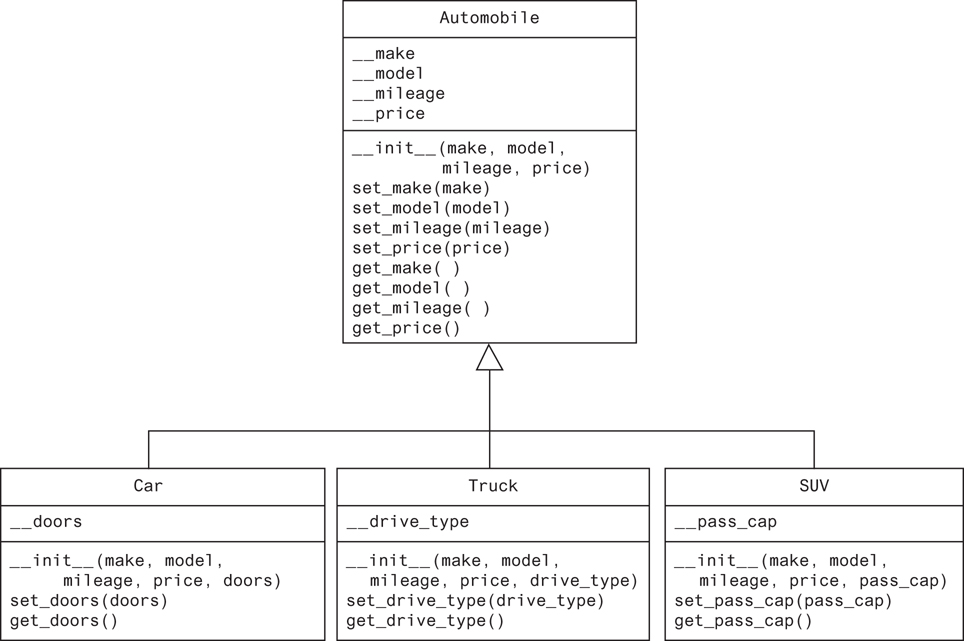 Automobile
__make
__model
__mileage
__price
__init__(make, model,
mileage, price)
set_make(make)
set_model(model)
set_mileage(mileage)
set_price(price)
get_make( )
get_model( )
get_mileage( )
get_price()
Car
__doors
__init__(make, model,
mileage, price, doors)
set_doors(doors)
get_doors()
Truck
__drive_type
__init__(make, model,
mileage, price, drive_type)
set_drive_type(drive_type)
get_drive_type()
SUV
__pass_cap
__init__(make, model,
mileage, price, pass_cap)
set_pass_cap(pass_cap)
get_pass_cap()